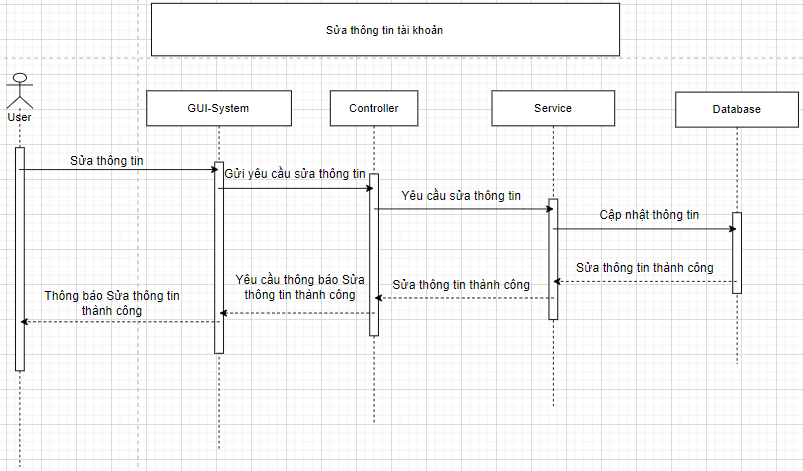 Sửa thông tin tài khoản
User
GUI-System
Controller
Service
Database
Sửa thông tin
Gửi yêu cầu sửa thông tin
Yêu cầu sửa thông tin
Cập nhật thông tin
Sửa thông tin thành công
Sửa thông tin thành công
Yêu cầu thông báo Sửa
thông tin thành công
Thông báo Sửa thông tin
thành công